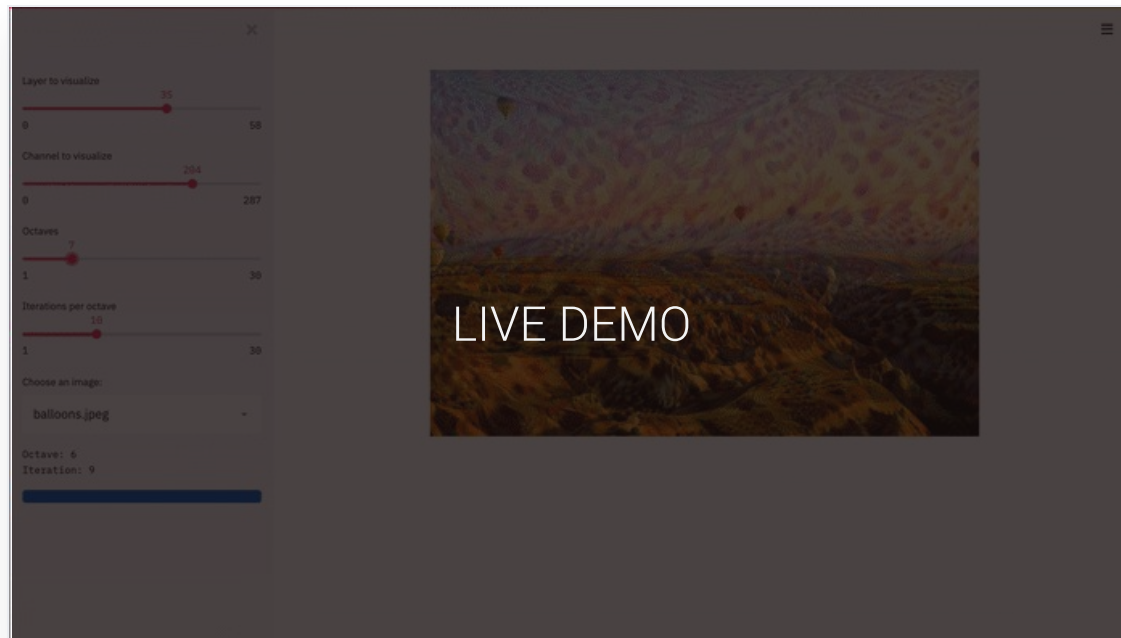 Layer to visualize
35
0 50
Channel to visualize
204
0 287
Octaves
7
1 30
Iterations per octave
10
1 30
Choose an image:
balloons.jpeg
Octave: 6
Iteration: 9
LIVE DEMO